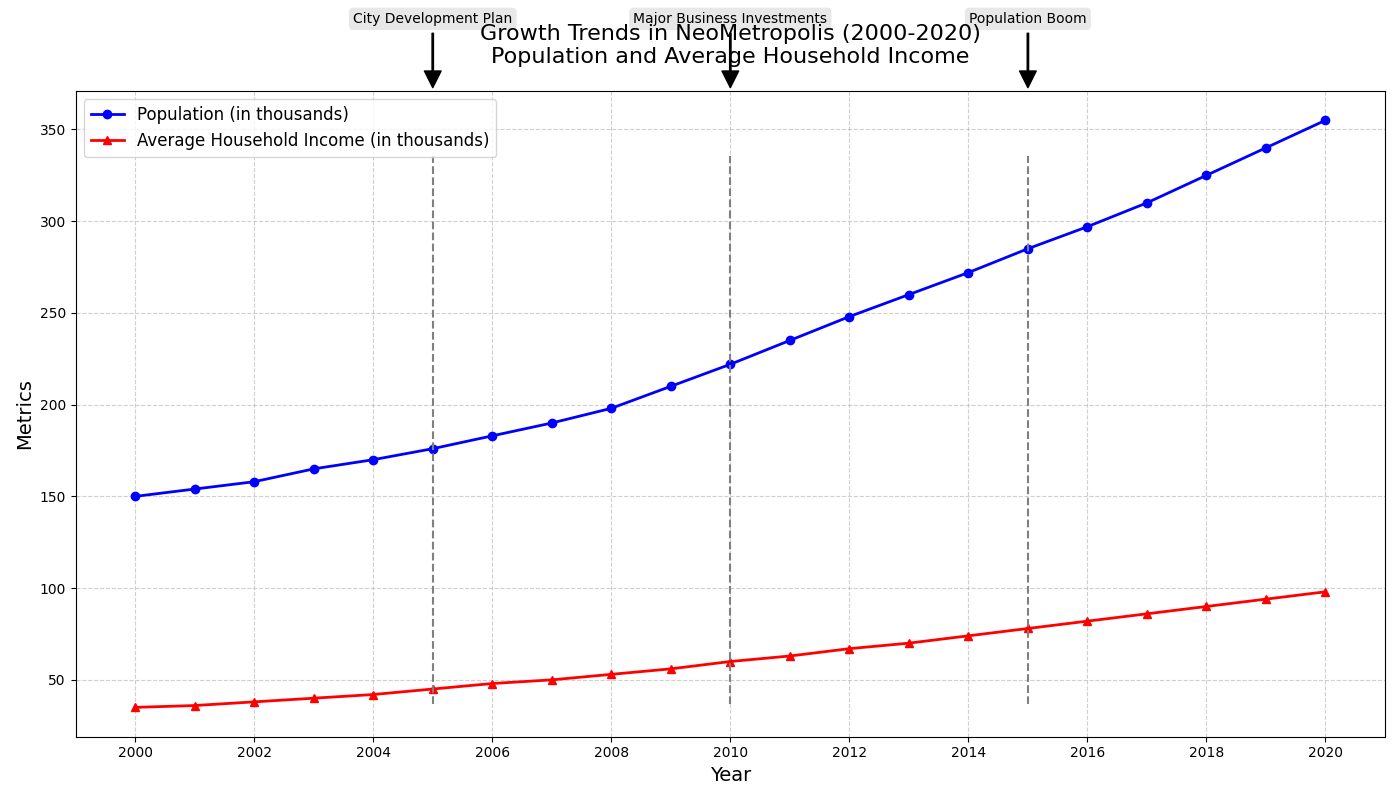 City Development Plan
Major Business Investments
Population Boom
Growth Trends in NeoMetropolis (2000-2020)
Population and Average Household Income
Population (in thousands)
Average Household Income (in thousands)
350
300
250
200
150
100
50
Metrics
2000 2002 2004 2006 2008 2010 2012 2014 2016 2018 2020
Year